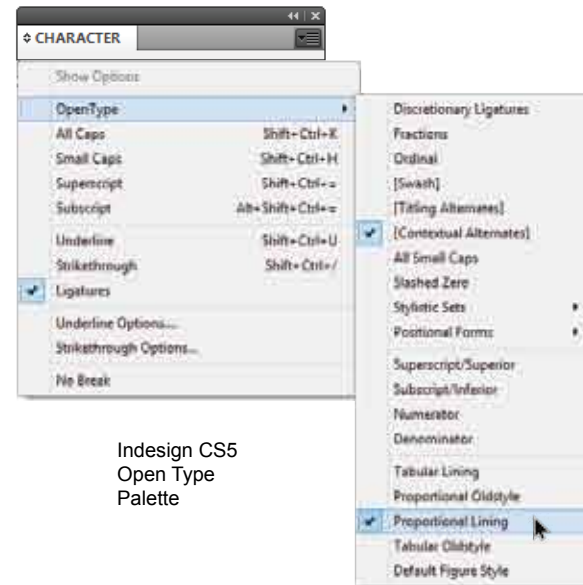 CHARACTER
Show Options
OpenType
All Caps Shift+Ctrl+K
Small Caps Shift+Ctrl+H
Superscript Shift+Ctrl+=
Subscript Alt+Shift+Ctrl+=
Underline Shift+Ctrl+U
Strikethrough Shift+Ctrl+/
Ligatures
Underline Options...
Strikethrough Options...
No Break
Discretionary Ligatures
Fractions
Ordinal
[Swash]
[Titling Alternates]
[Contextual Alternates]
All Small Caps
Slashed Zero
Stylistic Sets
Positional Forms
Superscript/Superior
Subscript/Inferior
Numerator
Denominator
Tabular Lining
Proportional Oldstyle
Proportional Lining
Tabular Oldstyle
Default Figure Style
Indesign CS5
Open Type
Palette